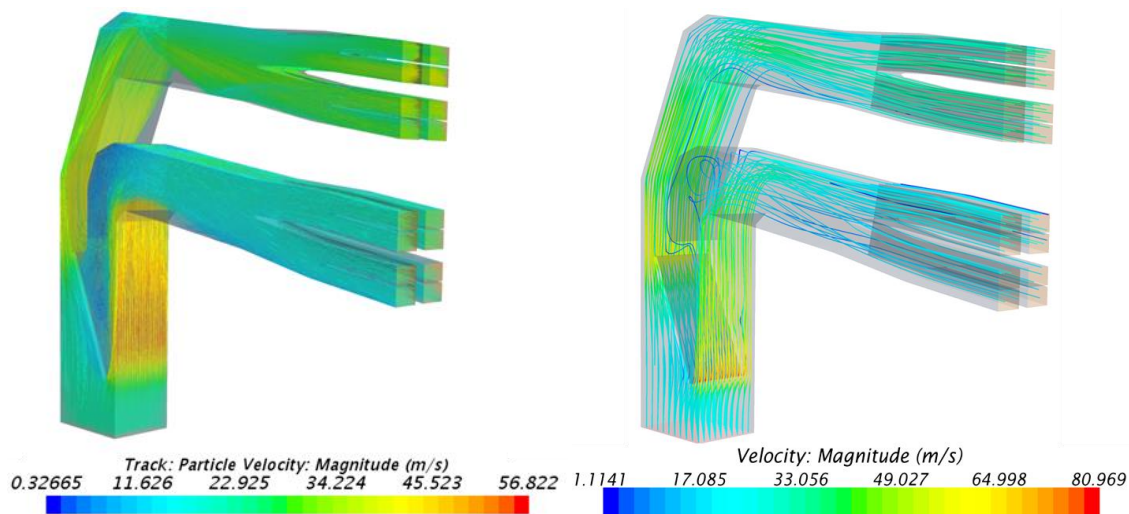 Track: Particle Velocity: Magnitude (m/s)
0.32665 11.626 22.925 34.224 45.523 56.822
Velocity: Magnitude (m/s)
1.1141 17.085 33.056 49.027 64.998 80.969